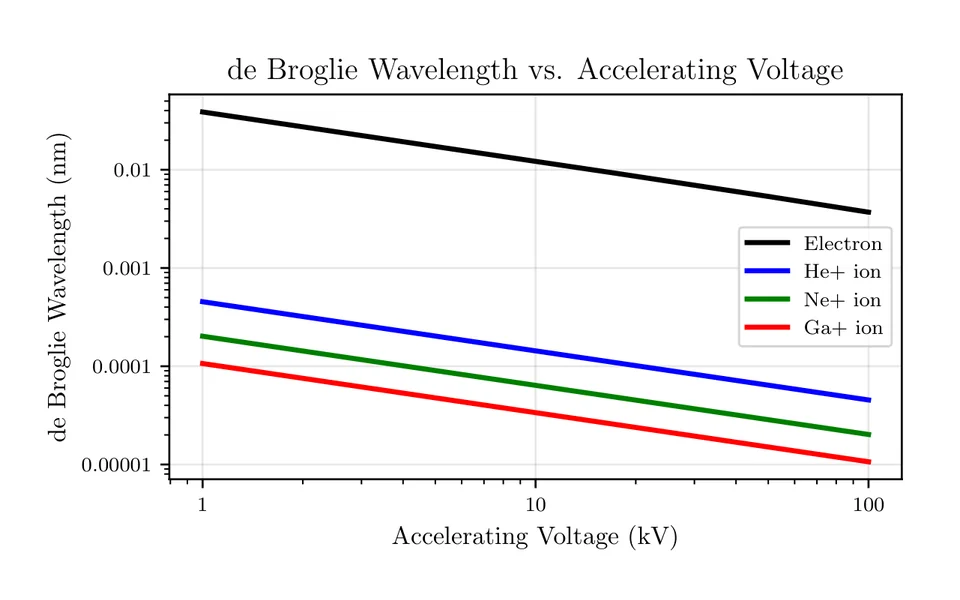 de Broglie Wavelength vs. Accelerating Voltage
de Broglie Wavelength (nm)
0.01
0.001
0.0001
0.00001
Electron
He+ ion
Ne+ ion
Ga+ ion
1
10
100
Accelerating Voltage (kV)